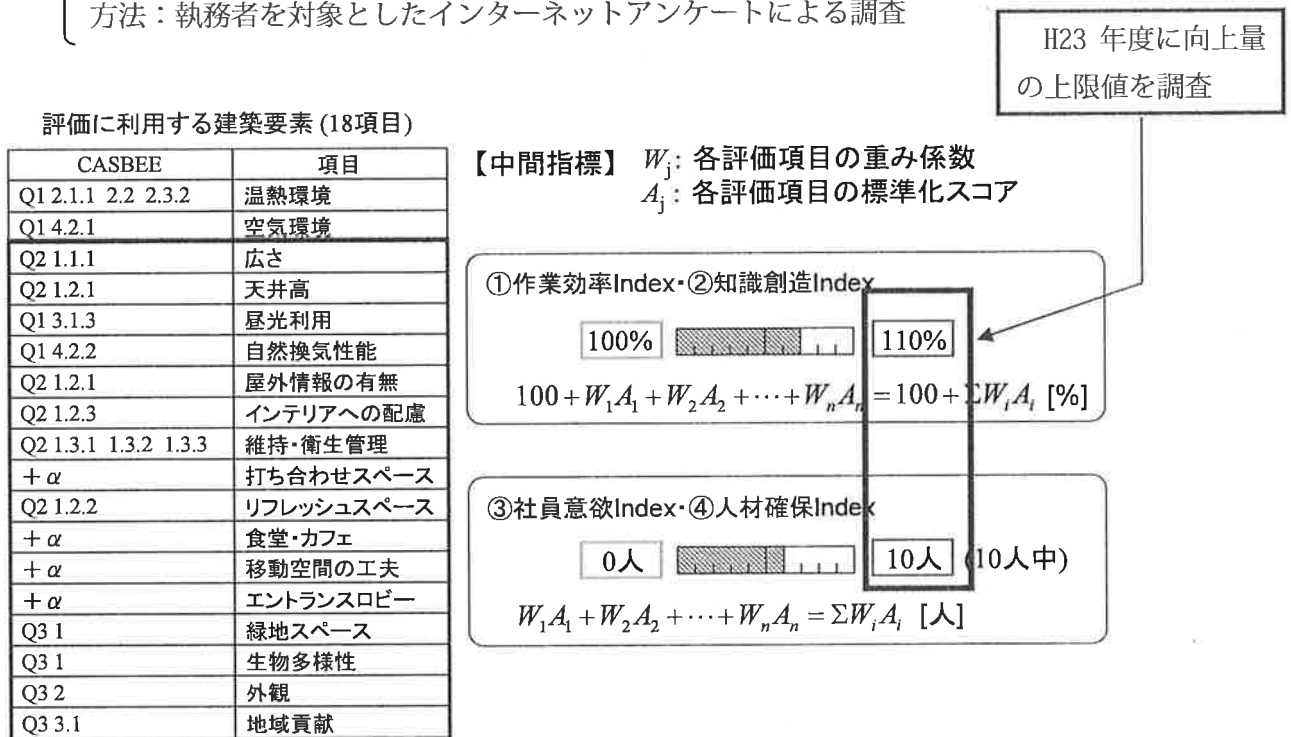 方法：執務者を対象としたインターネットアンケートによる調査
H23 年度に向上量
の上限値を調査
評価に利用する建築要素 (18項目)
CASBEE 項目
Q1 2.1.1 2.2 2.3.2 温熱環境
Q1 4.2.1 空気環境
Q2 1.1.1 広さ
Q2 1.2.1 天井高
Q1 3.1.3 昼光利用
Q1 4.2.2 自然換気性能
Q2 1.2.1 屋外情報の有無
Q2 1.2.3 インテリアへの配慮
Q2 1.3.1 1.3.2 1.3.3 維持・衛生管理
＋α 打ち合わせスペース
Q2 1.2.2 リフレッシュスペース
＋α 食堂・カフェ
＋α 移動空間の工夫
＋α エントランスロビー
Q3 1 緑地スペース
Q3 1 生物多様性
Q3 2 外観
Q3 3.1 地域貢献
【中間指標】 Wj: 各評価項目の重み係数
Aj: 各評価項目の標準化スコア
①作業効率Index・②知識創造Index
100% 110%
100+W1A1+W2A2+⋯+WnAn=100+ΣWiAi [%]
③社員意欲Index・④人材確保Index
0人 10人 (10人中)
W1A1+W2A2+⋯+WnAn=ΣWiAi [人]